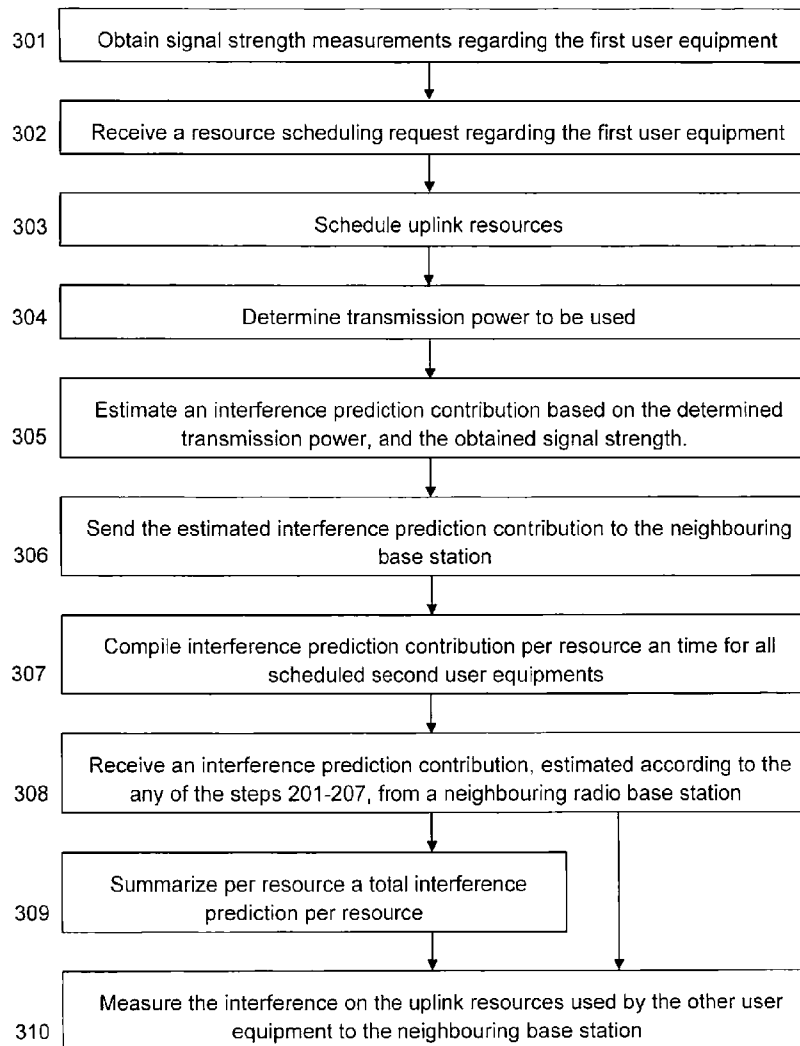 301 Obtain signal strength measurements regarding the first user equipment
302 Receive a resource scheduling request regarding the first user equipment
303 Schedule uplink resources
304 Determine transmission power to be used
Estimate an interference prediction contribution based on the determined
305 transmission power, and the obtained signal strength.
Send the estimated interference prediction contribution to the neighbouring
306 base station
Compile interference prediction contribution per resource an time for all
307 scheduled second user equipments
Receive an interference prediction contribution, estimated according to the
308 any of the steps 201-207, from a neighbouring radio base station
Summarize per resource a total interference
309 prediction per resource
Measure the interference on the uplink resources used by the other user
310 equipment to the neighbouring base station